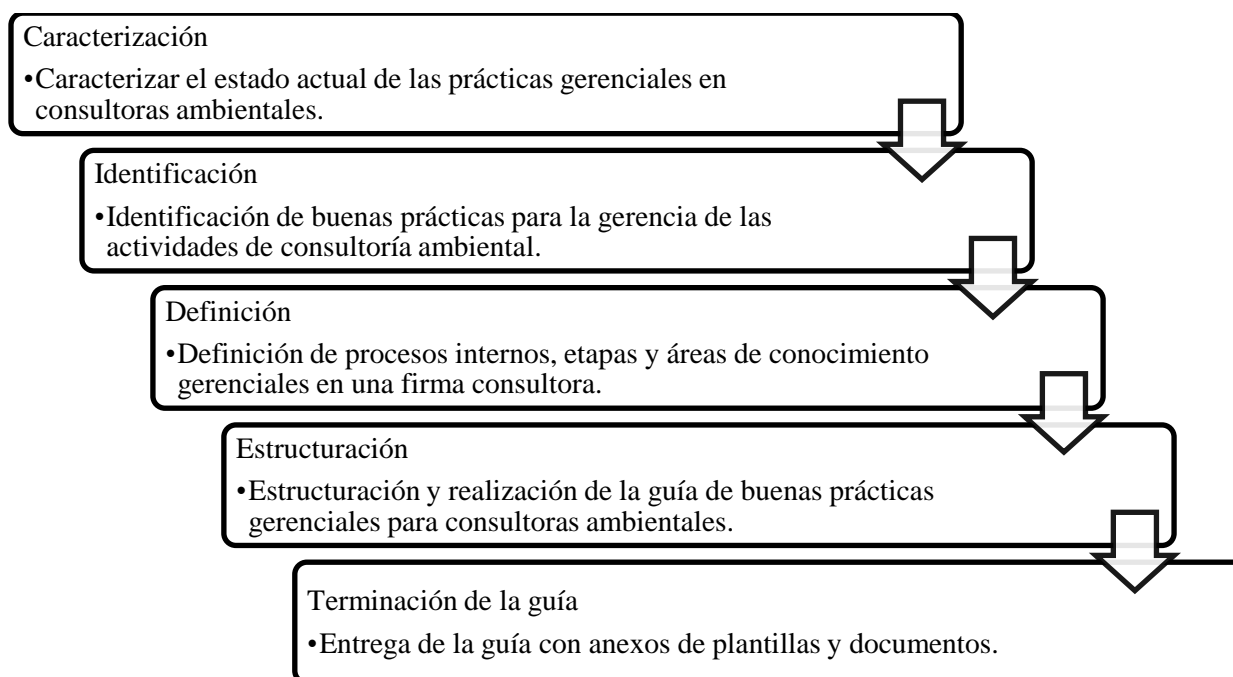 Caracterización
•Caracterizar el estado actual de las prácticas gerenciales en
consultoras ambientales.
Identificación
•Identificación de buenas prácticas para la gerencia de las
actividades de consultoría ambiental.
Definición
•Definición de procesos internos, etapas y áreas de conocimiento
gerenciales en una firma consultora.
Estructuración
•Estructuración y realización de la guía de buenas prácticas
gerenciales para consultoras ambientales.
Terminación de la guía
•Entrega de la guía con anexos de plantillas y documentos.